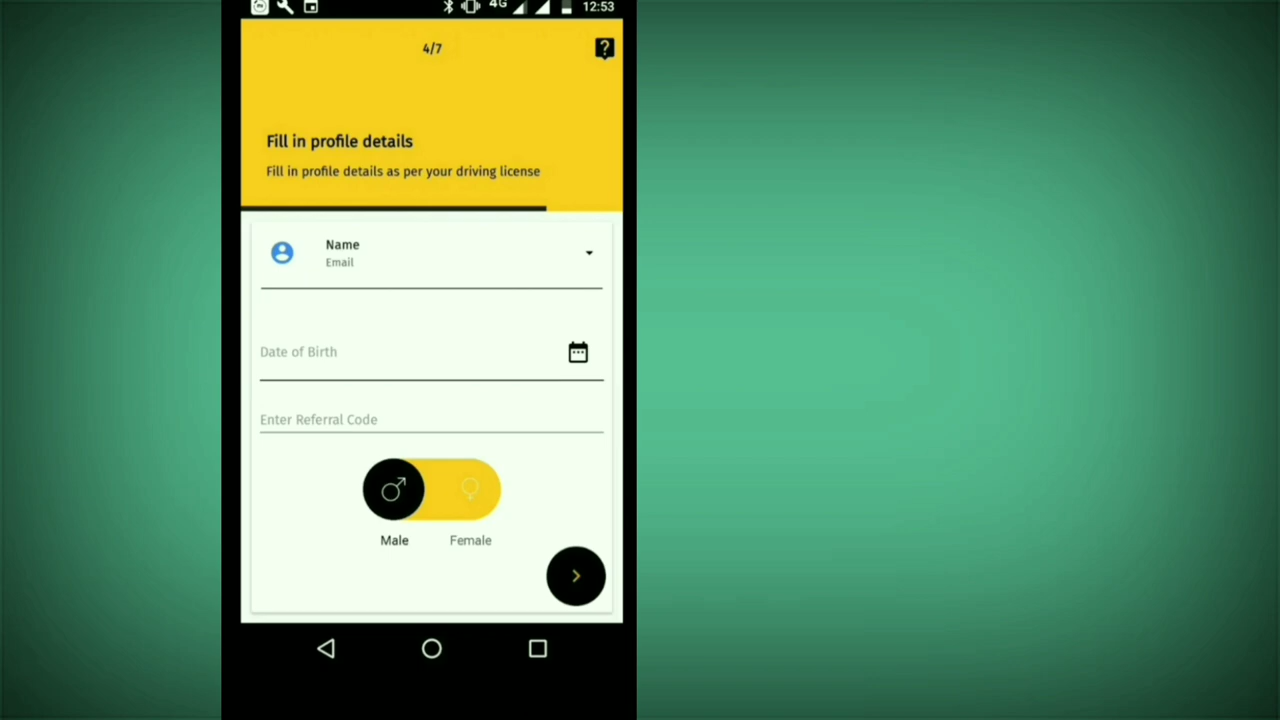 4G 12:53
4/7
?
Fill in profile details
Fill in profile details as per your driving license
Name
Email
Date of Birth
Enter Referral Code
Male Female